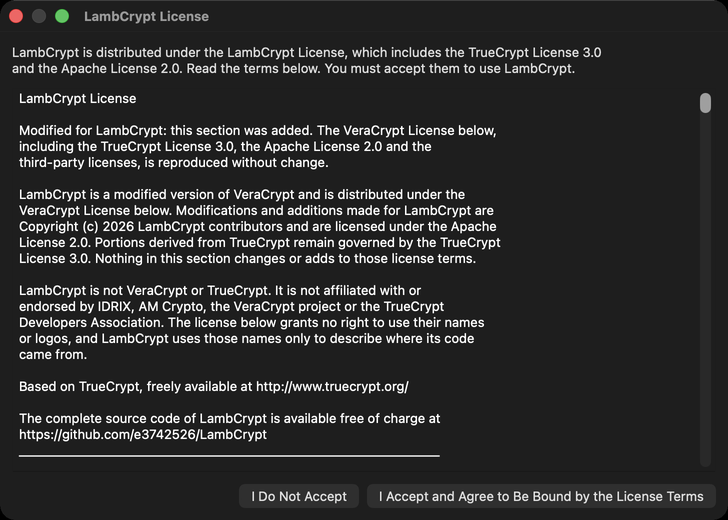 LambCrypt License
LambCrypt is distributed under the LambCrypt License, which includes the TrueCrypt License 3.0
and the Apache License 2.0. Read the terms below. You must accept them to use LambCrypt.
LambCrypt License
Modified for LambCrypt: this section was added. The VeraCrypt License below,
including the TrueCrypt License 3.0, the Apache License 2.0 and the
third-party licenses, is reproduced without change.
LambCrypt is a modified version of VeraCrypt and is distributed under the
VeraCrypt License below. Modifications and additions made for LambCrypt are
Copyright (c) 2026 LambCrypt contributors and are licensed under the Apache
License 2.0. Portions derived from TrueCrypt remain governed by the TrueCrypt
License 3.0. Nothing in this section changes or adds to those license terms.
LambCrypt is not VeraCrypt or TrueCrypt. It is not affiliated with or
endorsed by IDRIX, AM Crypto, the VeraCrypt project or the TrueCrypt
Developers Association. The license below grants no right to use their names
or logos, and LambCrypt uses those names only to describe where its code
came from.
Based on TrueCrypt, freely available at http://www.truecrypt.org/
The complete source code of LambCrypt is available free of charge at
https://github.com/e3742526/LambCrypt
I Do Not Accept
I Accept and Agree to Be Bound by the License Terms